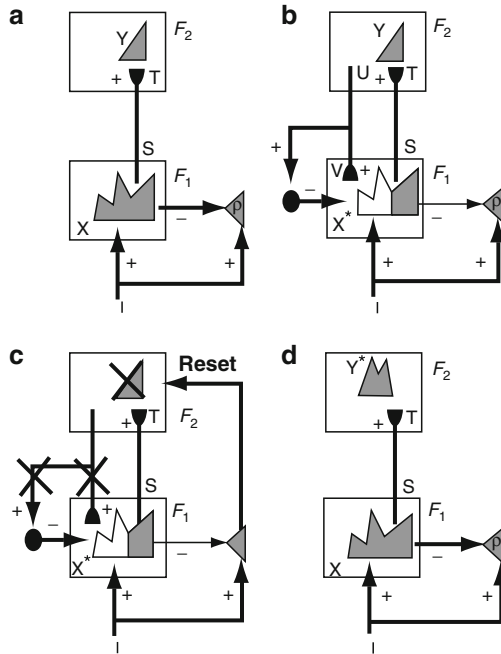 a
Y F2
+ T
S
F1
X
−
ρ
+ +
I
b
Y F2
U + T
S
+
V + F1
−
ρ
X*
−
+ +
I
c
Reset
+ T F2
S
+ + F1
−
−
X*
+ +
I
d
Y* F2
+ T
S
F1
X
−
ρ
+ +
I